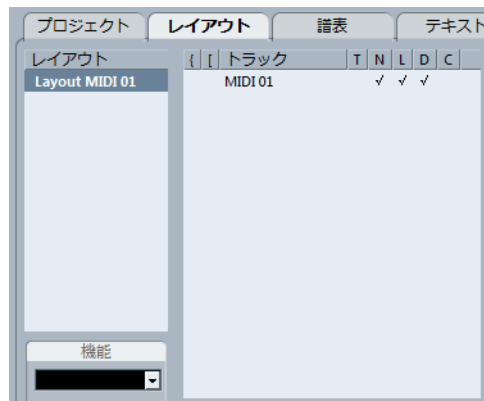 プロジェクト レイアウト 譜表 テキスト
レイアウト { [ トラック T N L D C
Layout MIDI 01 MIDI 01 √ √ √
機能